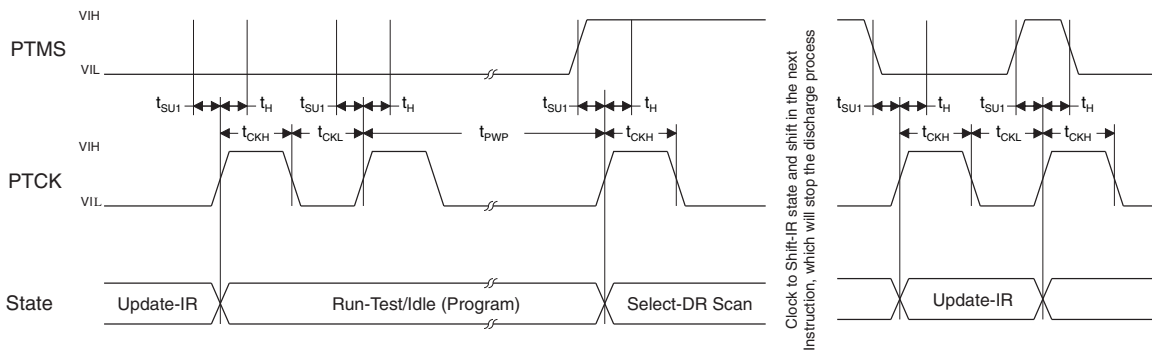 VIH
PTMS
VIL
tSU1 tH tSU1 tH tSU1 tH tSU1 tH tSU1 tH
tCKH tCKL tPWP tCKH tCKH tCKL tCKH
VIH
PTCK
VIL
State Update-IR Run-Test/Idle (Program) Select-DR Scan Update-IR
Clock to Shift-IR state and shift in the next
Instruction, which will stop the discharge process